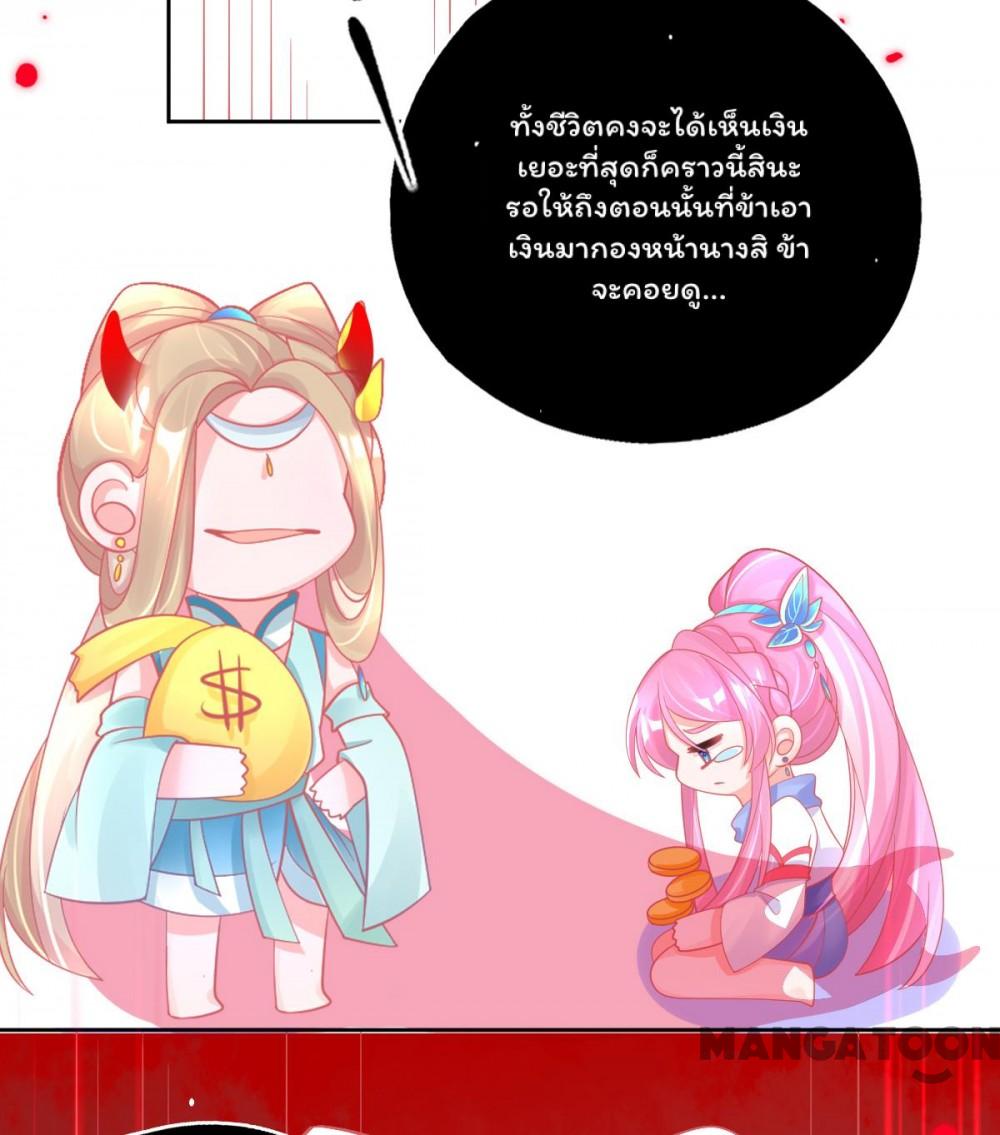 ทั้งชีวิตคงจะได้เห็นเงิน
เยอะที่สุดก็คราวนี้สินะ
รอให้ถึงตอนนั้นที่ข้าเอา
เงินมากองหน้านางสิ ข้า
จะคอยดู...
$
MANGATOON